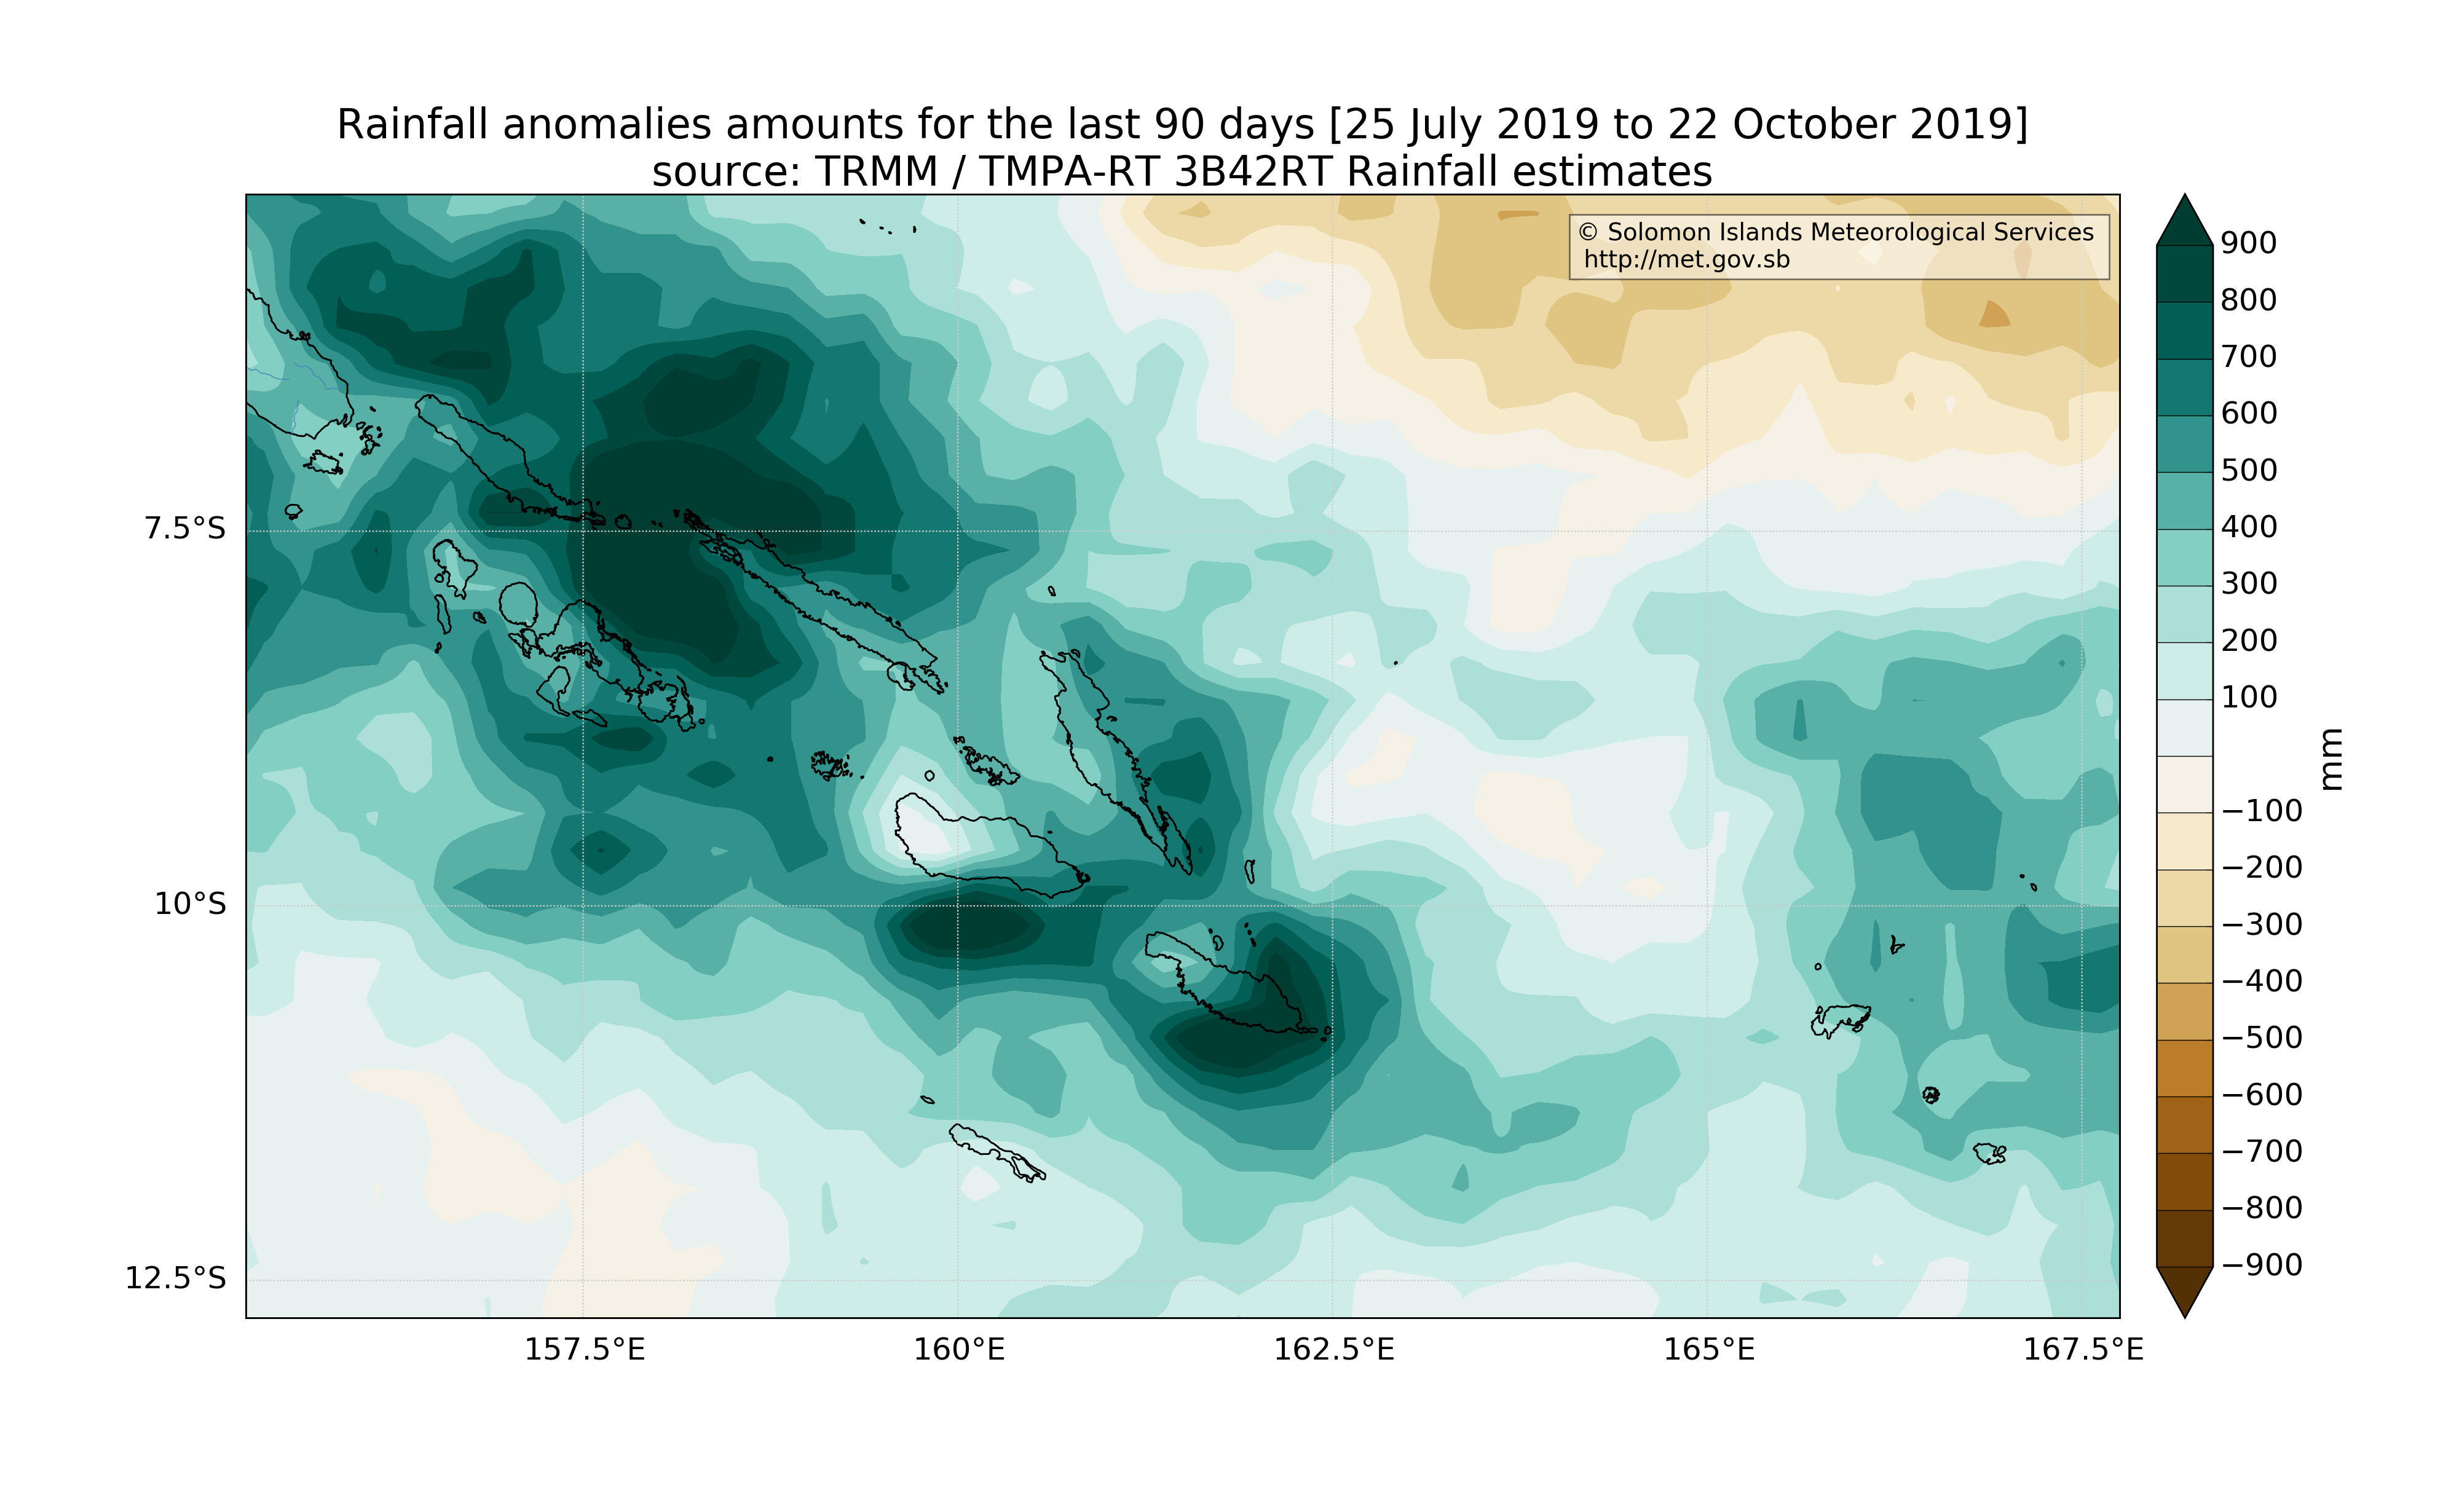 Rainfall anomalies amounts for the last 90 days [25 July 2019 to 22 October 2019]
source: TRMM / TMPA-RT 3B42RT Rainfall estimates
© Solomon Islands Meteorological Services
http://met.gov.sb
7.5°S
10°S
12.5°S
157.5°E
160°E
162.5°E
165°E
167.5°E
900
800
700
600
500
400
300
200
100
−100
−200
−300
−400
−500
−600
−700
−800
−900
mm